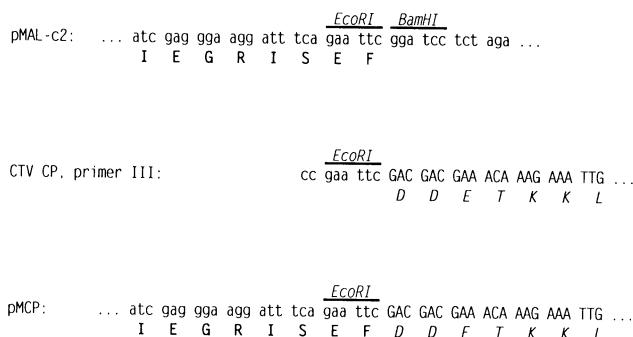 EcoRI BamHI
pMAL-c2: ... atc gag gga agg att tca gaa ttc gga tcc tct aga ...
I E G R I S E F
EcoRI
CTV CP, primer III: cc gaa ttc GAC GAC GAA ACA AAG AAA TTG ...
D D E T K K L
EcoRI
pMCP: ... atc gag gga agg att tca gaa ttc GAC GAC GAA ACA AAG AAA TTG ...
I E G R I S E F D D E T K K L